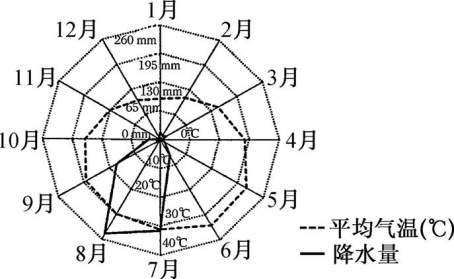 1月
12月
2月
260 mm
195 mm
11月
3月
130 mm
65 mm
10月
0 mm
0℃
4月
10℃
20℃
9月
5月
30℃
平均气温(℃)
8月
40℃
6月
降水量
7月